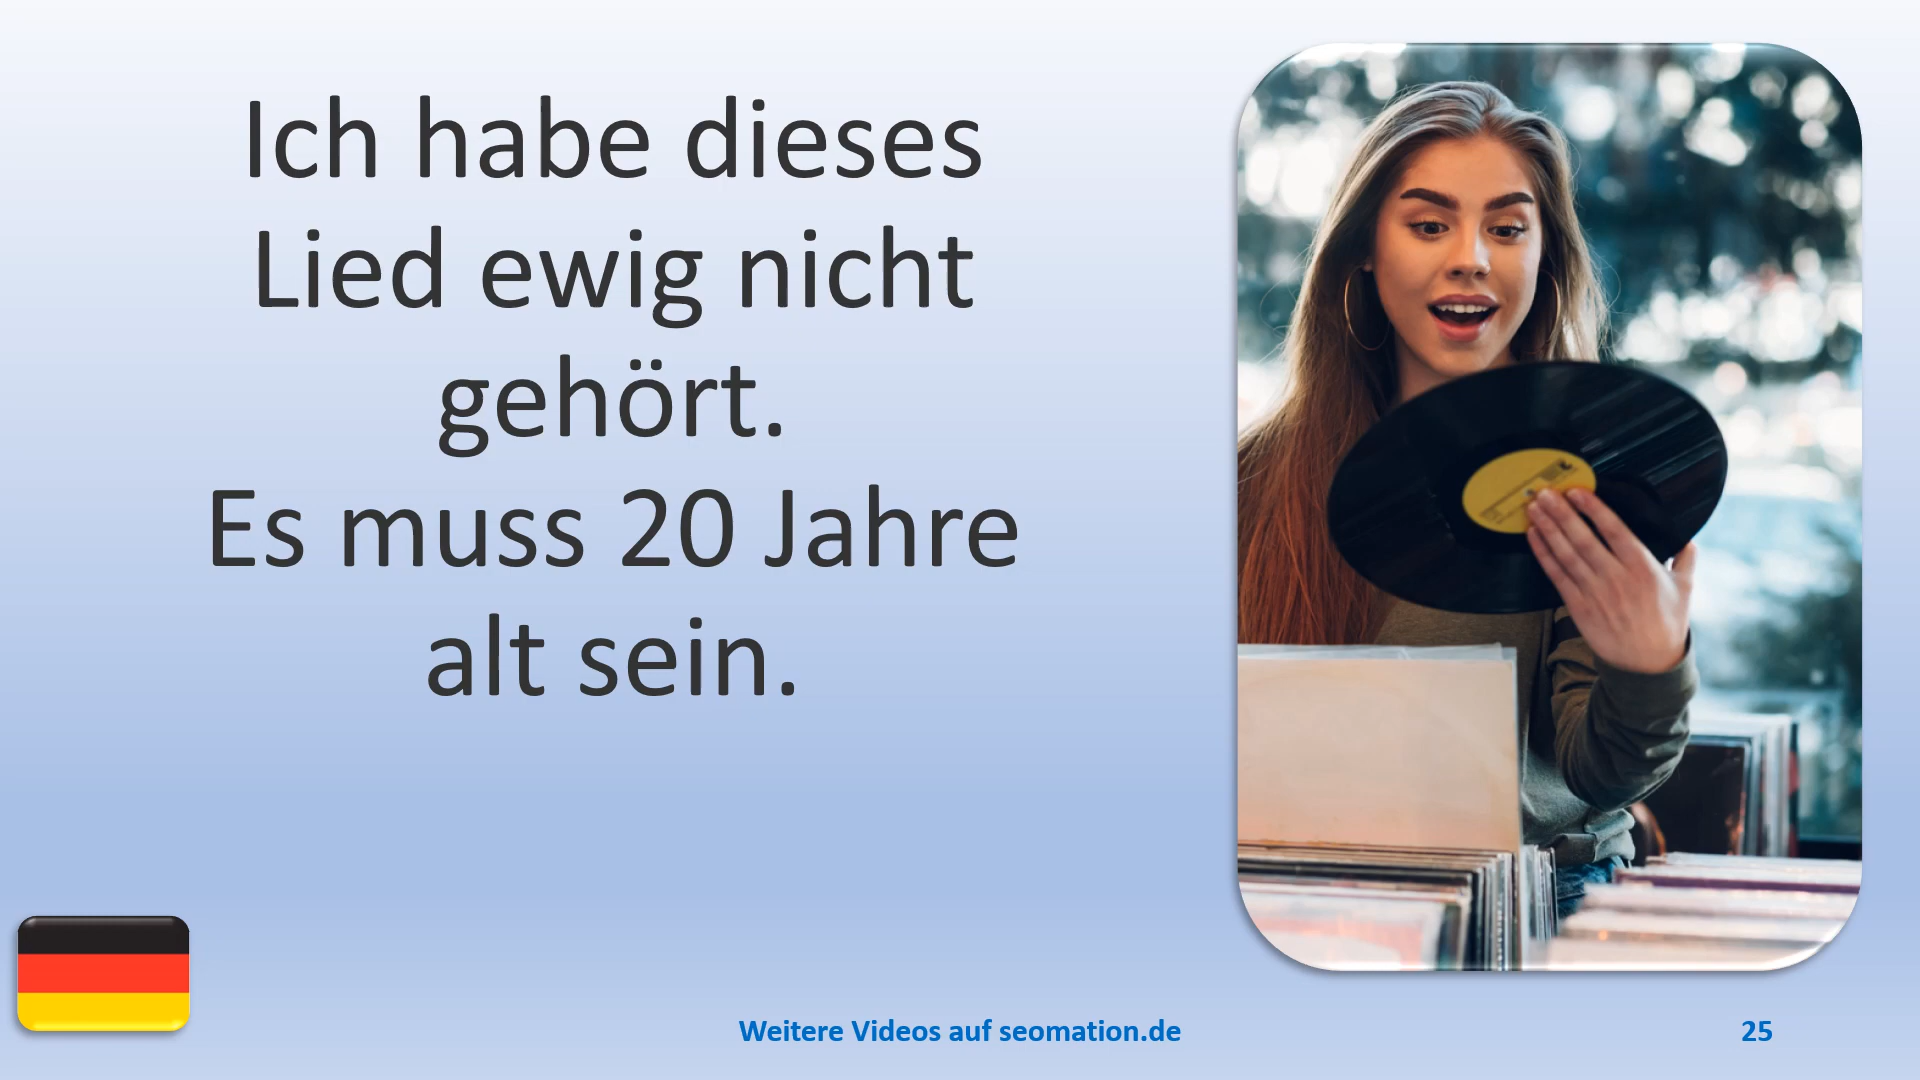 Ich habe dieses
Lied ewig nicht
gehört.
Es muss 20 Jahre
alt sein.
Weitere Videos auf seomation.de
25